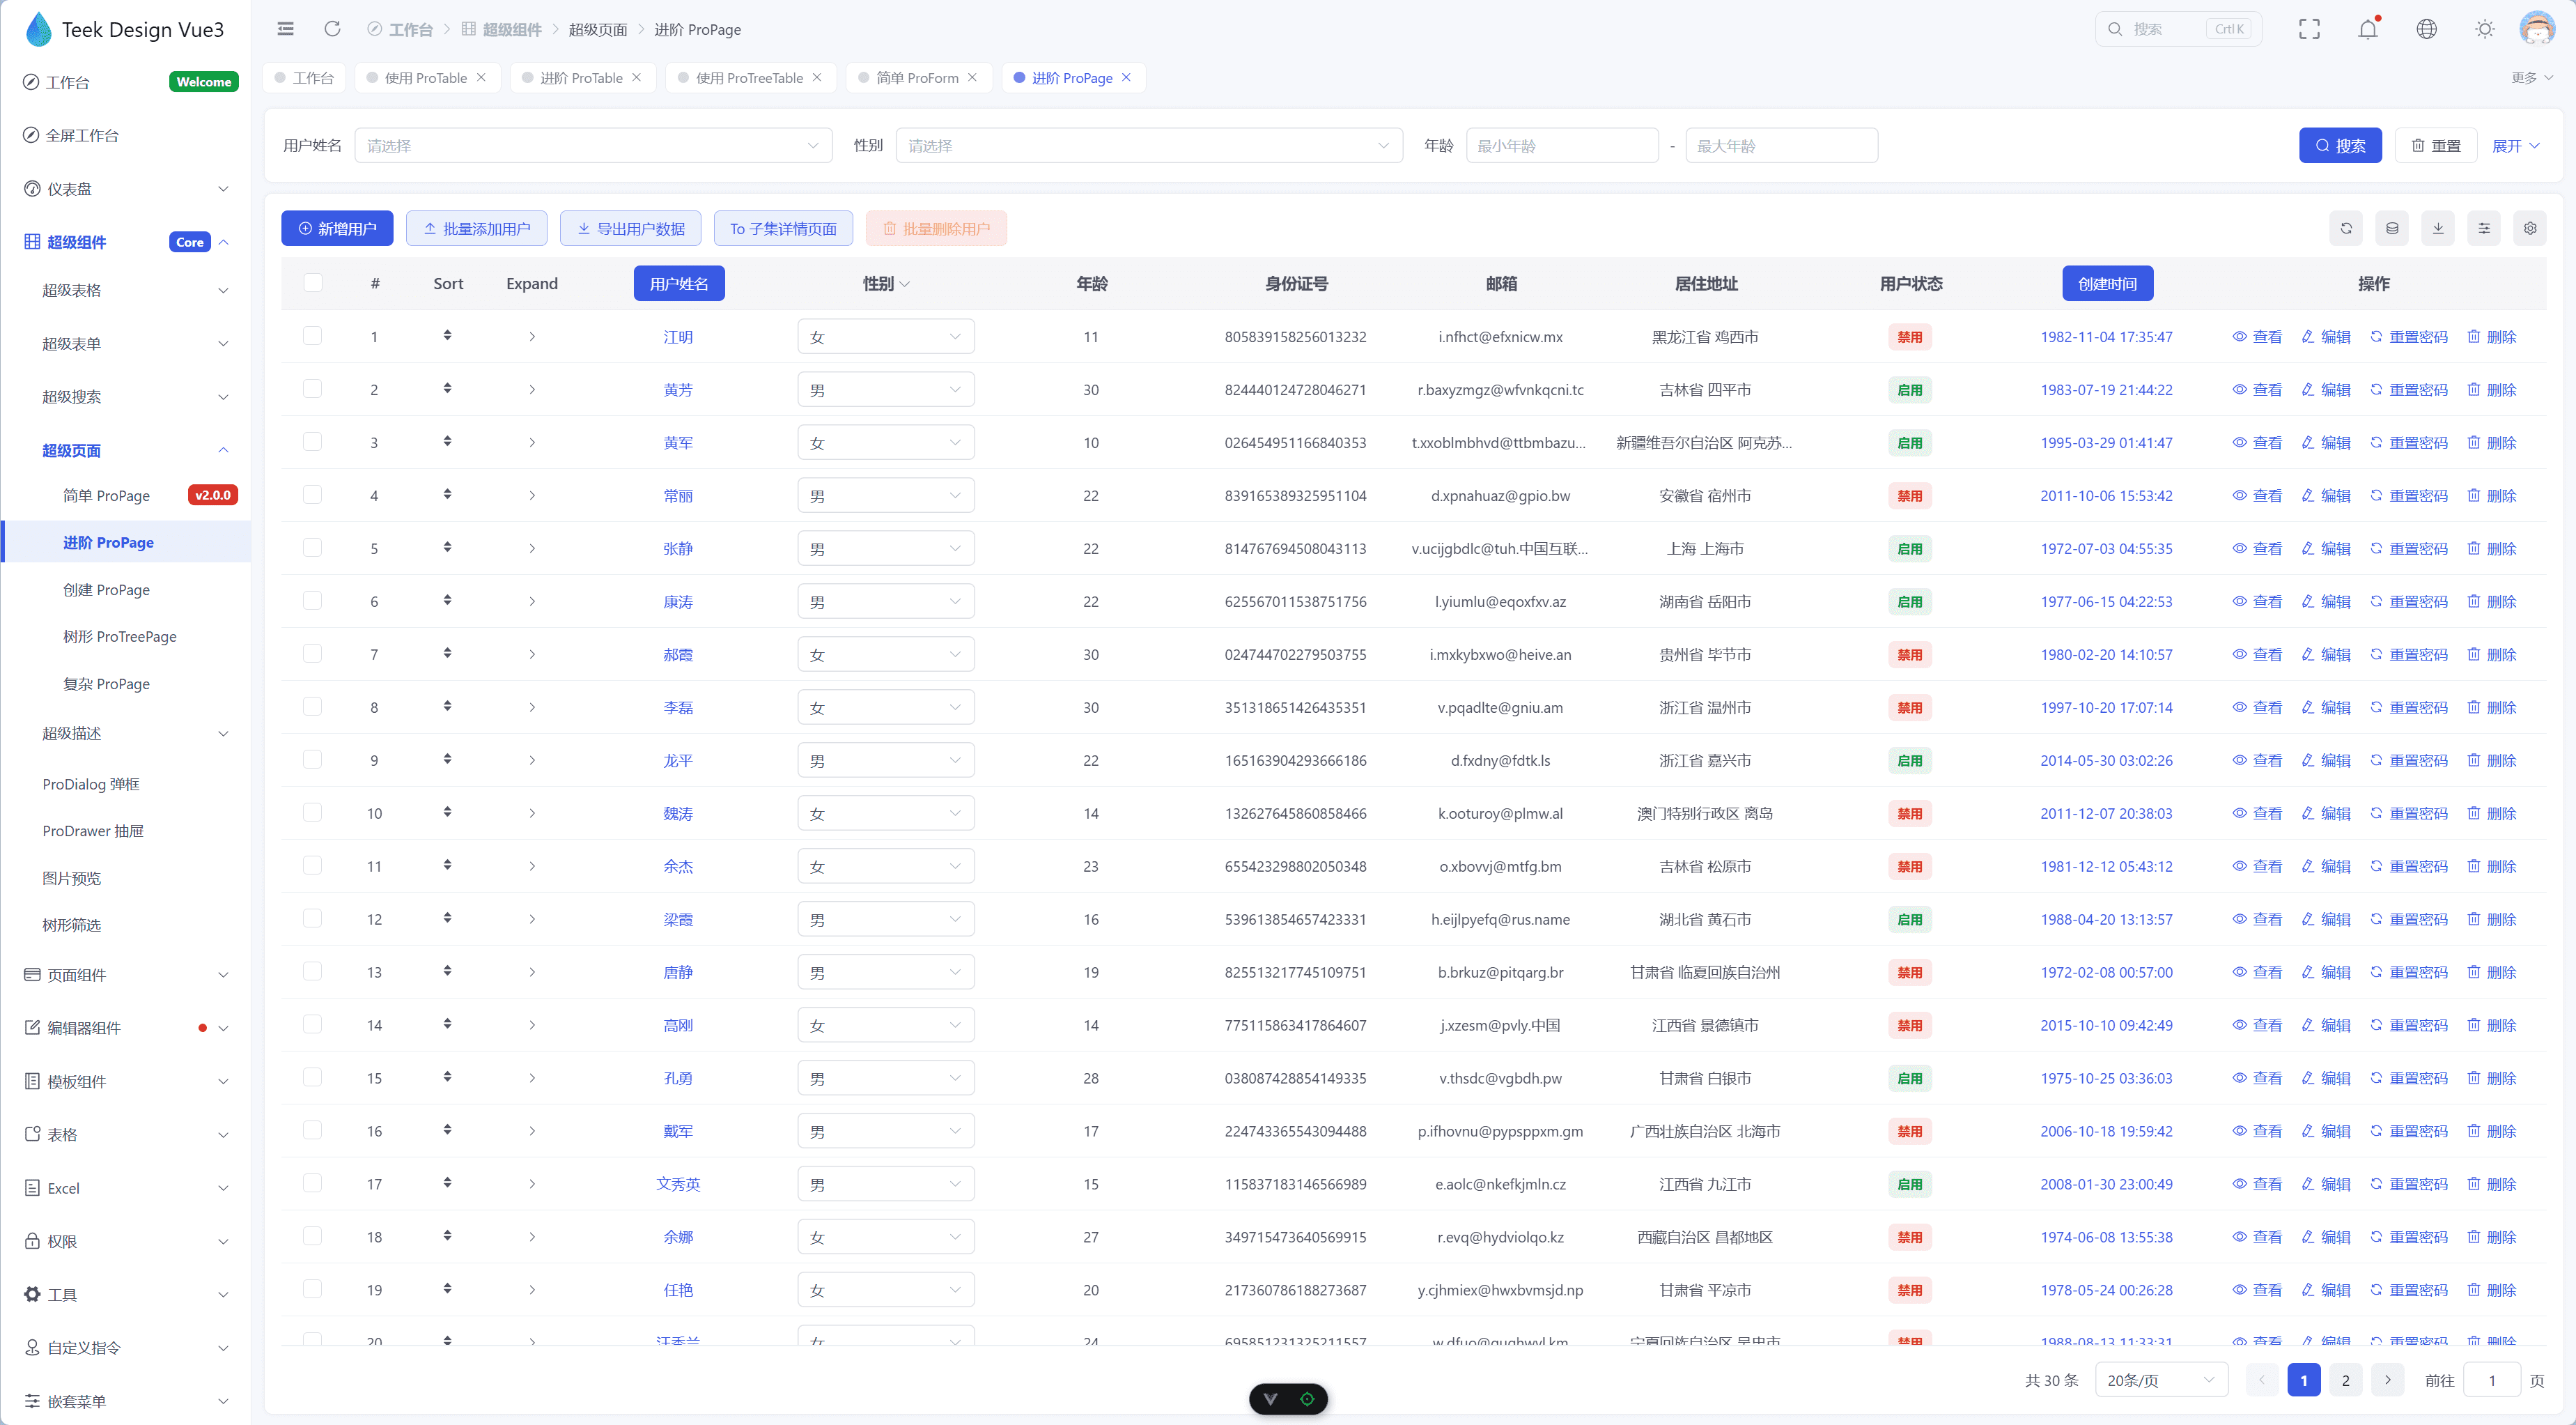 Teek Design Vue3
工作台 Welcome
全屏工作台
仪表盘
超级组件 Core
超级表格
超级表单
超级搜索
超级页面
简单 ProPage v2.0.0
进阶 ProPage
创建 ProPage
树形 ProTreePage
复杂 ProPage
超级描述
ProDialog 弹框
ProDrawer 抽屉
图片预览
树形筛选
页面组件
编辑器组件
模板组件
表格
Excel
权限
工具
自定义指令
嵌套菜单
工作台 超级组件 超级页面 进阶 ProPage
搜索 Crtl K
工作台 使用 ProTable 进阶 ProTable 使用 ProTreeTable 简单 ProForm 进阶 ProPage 更多
用户姓名 请选择 性别 请选择 年龄 最小年龄 - 最大年龄 搜索 重置 展开
新增用户 批量添加用户 导出用户数据 To 子集详情页面 批量删除用户
# Sort Expand 用户姓名 性别 年龄 身份证号 邮箱 居住地址 用户状态 创建时间 操作
1 江明 女 11 805839158256013232 i.nfhct@efxnicw.mx 黑龙江省 鸡西市 禁用 1982-11-04 17:35:47 查看 编辑 重置密码 删除
2 黄芳 男 30 824440124728046271 r.baxyzmgz@wfvnkqcni.tc 吉林省 四平市 启用 1983-07-19 21:44:22 查看 编辑 重置密码 删除
3 黄军 女 10 026454951166840353 t.xxoblmbhvd@ttbmbazu... 新疆维吾尔自治区 阿克苏... 启用 1995-03-29 01:41:47 查看 编辑 重置密码 删除
4 常丽 男 22 839165389325951104 d.xpnahuaz@gpio.bw 安徽省 宿州市 禁用 2011-10-06 15:53:42 查看 编辑 重置密码 删除
5 张静 男 22 814767694508043113 v.ucijgbdlc@tuh.中国互联... 上海 上海市 启用 1972-07-03 04:55:35 查看 编辑 重置密码 删除
6 康涛 男 22 625567011538751756 l.yiumlu@eqoxfxv.az 湖南省 岳阳市 启用 1977-06-15 04:22:53 查看 编辑 重置密码 删除
7 郝霞 女 30 024744702279503755 i.mxkybxwo@heive.an 贵州省 毕节市 禁用 1980-02-20 14:10:57 查看 编辑 重置密码 删除
8 李磊 女 30 351318651426435351 v.pqadlte@gniu.am 浙江省 温州市 禁用 1997-10-20 17:07:14 查看 编辑 重置密码 删除
9 龙平 男 22 165163904293666186 d.fxdny@fdtk.ls 浙江省 嘉兴市 启用 2014-05-30 03:02:26 查看 编辑 重置密码 删除
10 魏涛 女 14 132627645860858466 k.ooturoy@plmw.al 澳门特别行政区 离岛 禁用 2011-12-07 20:38:03 查看 编辑 重置密码 删除
11 余杰 女 23 655423298802050348 o.xbovvj@mtfg.bm 吉林省 松原市 禁用 1981-12-12 05:43:12 查看 编辑 重置密码 删除
12 梁霞 男 16 539613854657423331 h.eijlpyefq@rus.name 湖北省 黄石市 启用 1988-04-20 13:13:57 查看 编辑 重置密码 删除
13 唐静 男 19 825513217745109751 b.brkuz@pitqarg.br 甘肃省 临夏回族自治州 禁用 1972-02-08 00:57:00 查看 编辑 重置密码 删除
14 高刚 女 14 775115863417864607 j.xzesm@pvly.中国 江西省 景德镇市 禁用 2015-10-10 09:42:49 查看 编辑 重置密码 删除
15 孔勇 男 28 038087428854149335 v.thsdc@vgbdh.pw 甘肃省 白银市 启用 1975-10-25 03:36:03 查看 编辑 重置密码 删除
16 戴军 男 17 224743365543094488 p.ifhovnu@pypsppxm.gm 广西壮族自治区 北海市 禁用 2006-10-18 19:59:42 查看 编辑 重置密码 删除
17 文秀英 男 15 115837183146566989 e.aolc@nkefkjmln.cz 江西省 九江市 启用 2008-01-30 23:00:49 查看 编辑 重置密码 删除
18 余娜 女 27 349715473640569915 r.evq@hydviolqo.kz 西藏自治区 昌都地区 禁用 1974-06-08 13:55:38 查看 编辑 重置密码 删除
19 任艳 女 20 217360786188273687 y.cjhmiex@hwxbvmsjd.np 甘肃省 平凉市 禁用 1978-05-24 00:26:28 查看 编辑 重置密码 删除
20 汪秀兰 女 24 695851231325211557 宁夏回族自治区 吴忠市 禁用 1988-08-13 11:33:31 查看 编辑 重置密码 删除
共 30 条 20条/页 1 2 前往 1 页